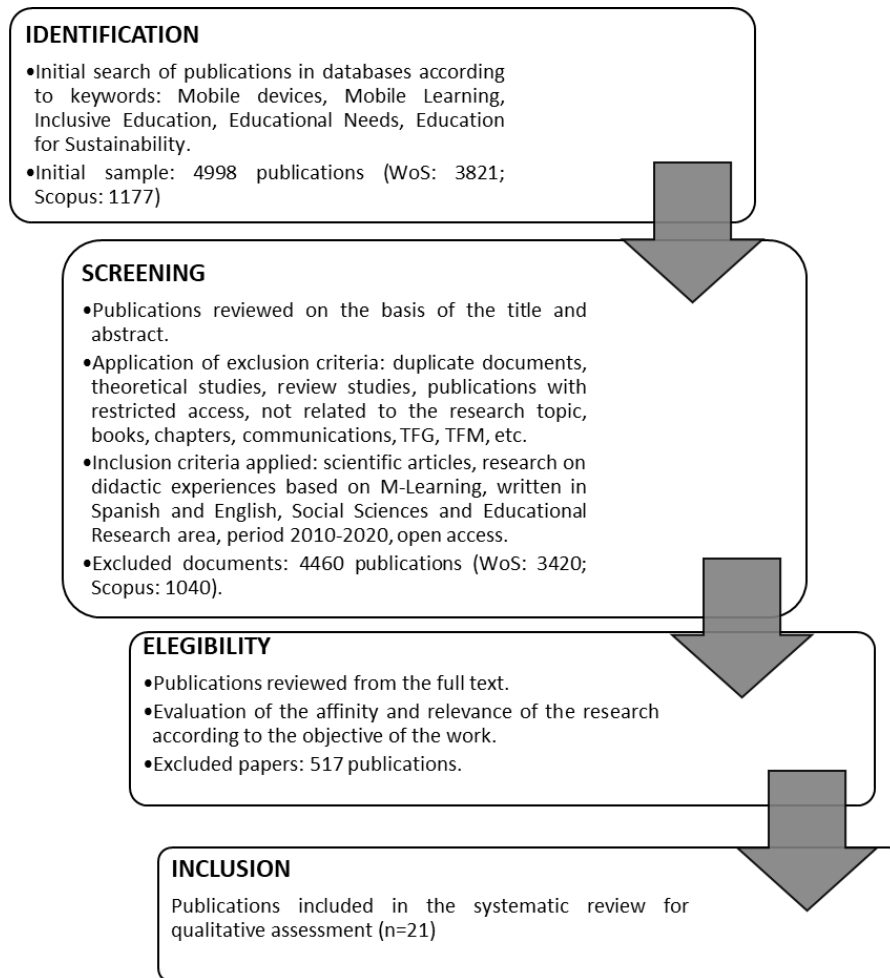 IDENTIFICATION
•Initial search of publications in databases according
to keywords: Mobile devices, Mobile Learning,
Inclusive Education, Educational Needs, Education
for Sustainability.
•Initial sample: 4998 publications (WoS: 3821;
Scopus: 1177)
SCREENING
•Publications reviewed on the basis of the title and
abstract.
•Application of exclusion criteria: duplicate documents,
theoretical studies, review studies, publications with
restricted access, not related to the research topic,
books, chapters, communications, TFG, TFM, etc.
•Inclusion criteria applied: scientific articles, research on
didactic experiences based on M-Learning, written in
Spanish and English, Social Sciences and Educational
Research area, period 2010-2020, open access.
•Excluded documents: 4460 publications (WoS: 3420;
Scopus: 1040).
ELEGIBILITY
•Publications reviewed from the full text.
•Evaluation of the affinity and relevance of the research
according to the objective of the work.
•Excluded papers: 517 publications.
INCLUSION
Publications included in the systematic review for
qualitative assessment (n=21)